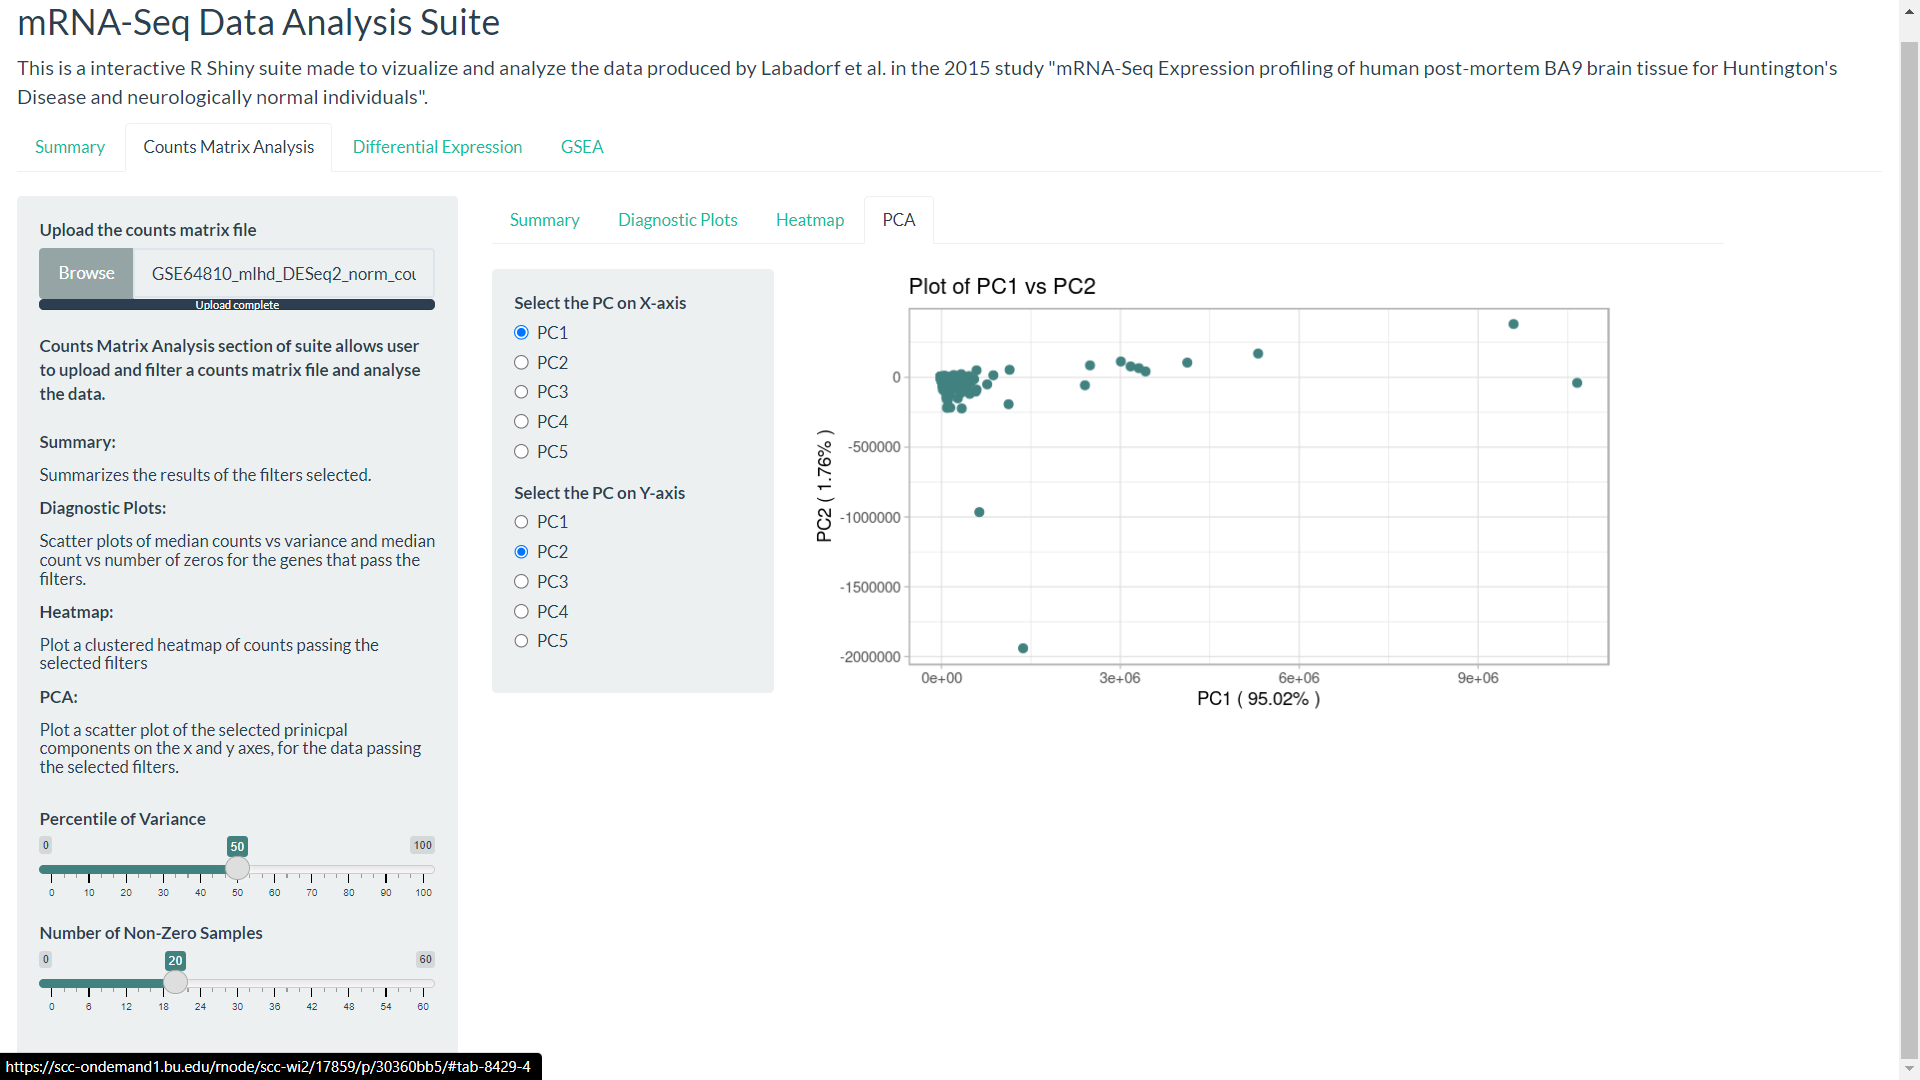 mRNA-Seq Data Analysis Suite
This is a interactive R Shiny suite made to vizualize and analyze the data produced by Labadorf et al. in the 2015 study "mRNA-Seq Expression profiling of human post-mortem BA9 brain tissue for Huntington's
Disease and neurologically normal individuals".
Summary Counts Matrix Analysis Differential Expression GSEA
Upload the counts matrix file
Browse GSE64810_mlhd_DESeq2_norm_cou
Upload complete
Counts Matrix Analysis section of suite allows user
to upload and filter a counts matrix file and analyse
the data.
Summary:
Summarizes the results of the filters selected.
Diagnostic Plots:
Scatter plots of median counts vs variance and median
count vs number of zeros for the genes that pass the
filters.
Heatmap:
Plot a clustered heatmap of counts passing the
selected filters
PCA:
Plot a scatter plot of the selected prinicpal
components on the x and y axes, for the data passing
the selected filters.
Percentile of Variance
0 50 100
0 10 20 30 40 50 60 70 80 90 100
Number of Non-Zero Samples
0 20 60
0 6 12 18 24 30 36 42 48 54 60
Summary Diagnostic Plots Heatmap PCA
Select the PC on X-axis
PC1
PC2
PC3
PC4
PC5
Select the PC on Y-axis
PC1
PC2
PC3
PC4
PC5
Plot of PC1 vs PC2
PC2 ( 1.76% )
0
-500000
-1000000
-1500000
-2000000
0e+00 3e+06 6e+06 9e+06
PC1 ( 95.02% )
https://scc-ondemand1.bu.edu/rnode/scc-wi2/17859/p/30360bb5/#tab-8429-4